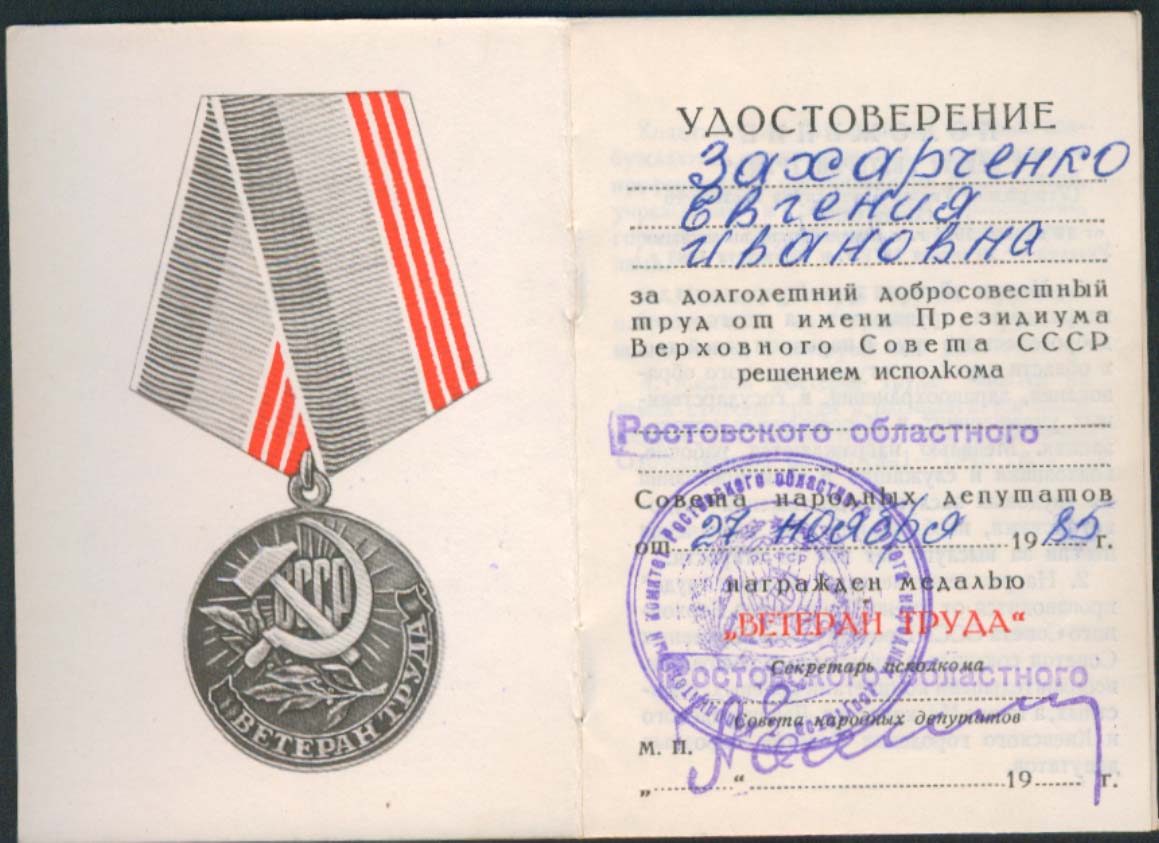 СССР
ВЕТЕРАН ТРУДА
УДОСТОВЕРЕНИЕ
Захарченко
Евгения
Ивановна
за долголетний добросовестный
труд от имени Президиума
Верховного Совета СССР
решением исполкома
Ростовского областного
Совета народных депутатов
от 27 ноября 1985 г.
награжден медалью
„ВЕТЕРАН ТРУДА“
Секретарь исполкома
Ростовского областного
Совета народных депутатов
М. П.
„ “ 19 г.